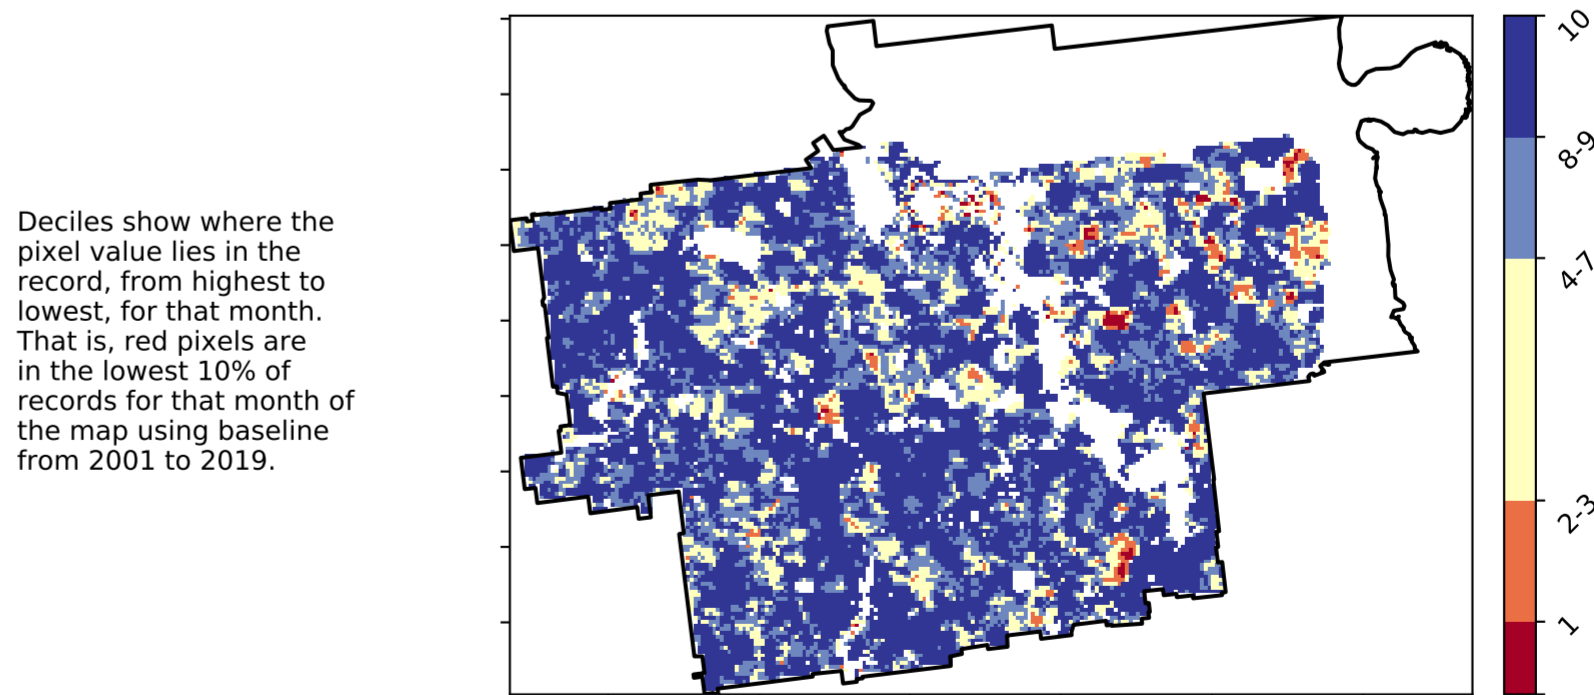 Deciles show where the
pixel value lies in the
record, from highest to
lowest, for that month.
That is, red pixels are
in the lowest 10% of
records for that month of
the map using baseline
from 2001 to 2019.
10
8-9
4-7
2-3
1